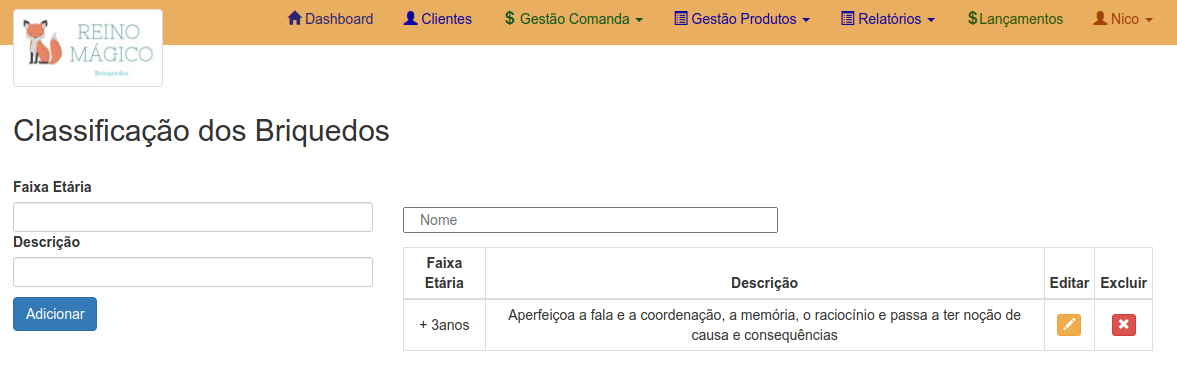 REINO
MÁGICO
Brinquedos
Dashboard
Clientes
$ Gestão Comanda
Gestão Produtos
Relatórios
$Lançamentos
Nico
Classificação dos Briquedos
Faixa Etária
Descrição
Adicionar
Nome
Faixa
Etária
Descrição
Editar
Excluir
+ 3anos
Aperfeiçoa a fala e a coordenação, a memória, o raciocínio e passa a ter noção de
causa e consequências